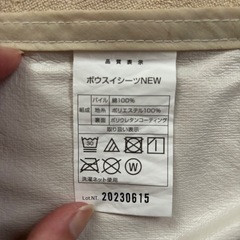 品質表示
ボウスイシーツNEW
組成
パイル 綿100%
地糸 ポリエステル100%
裏面 ポリウレタンコーディング
取り扱い表示
30
W
洗濯ネット使用
Lot.NT. 20230615